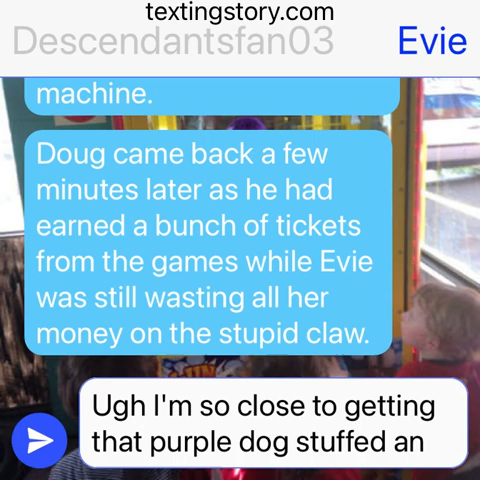 textingstory.com
Descendantsfan03 Evie
machine.
Doug came back a few
minutes later as he had
earned a bunch of tickets
from the games while Evie
was still wasting all her
money on the stupid claw.
Ugh I'm so close to getting
that purple dog stuffed an